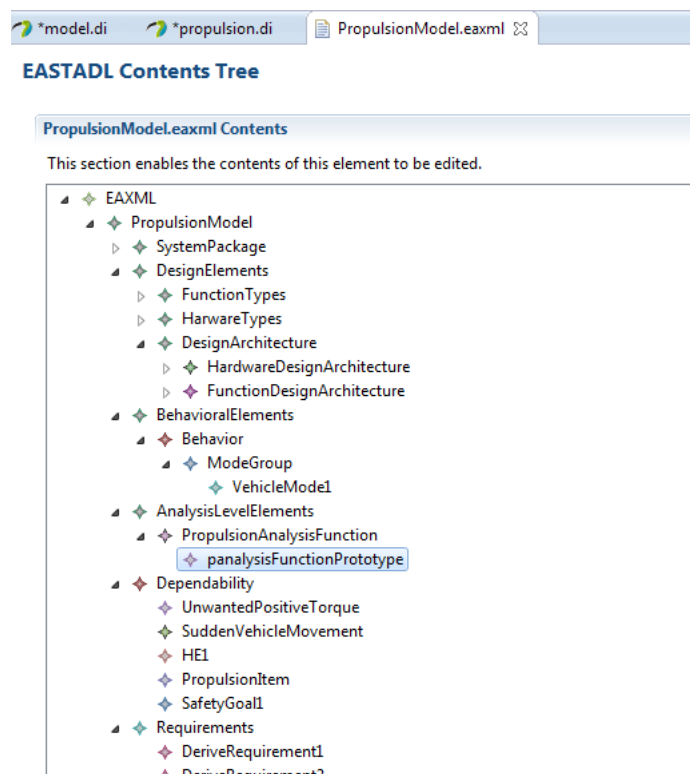 *model.di
*propulsion.di
PropulsionModel.eaxml
EASTADL Contents Tree
PropulsionModel.eaxml Contents
This section enables the contents of this element to be edited.
EAXML
PropulsionModel
SystemPackage
DesignElements
FunctionTypes
HarwareTypes
DesignArchitecture
HardwareDesignArchitecture
FunctionDesignArchitecture
BehavioralElements
Behavior
ModeGroup
VehicleMode1
AnalysisLevelElements
PropulsionAnalysisFunction
panalysisFunctionPrototype
Dependability
UnwantedPositiveTorque
SuddenVehicleMovement
HE1
PropulsionItem
SafetyGoal1
Requirements
DeriveRequirement1